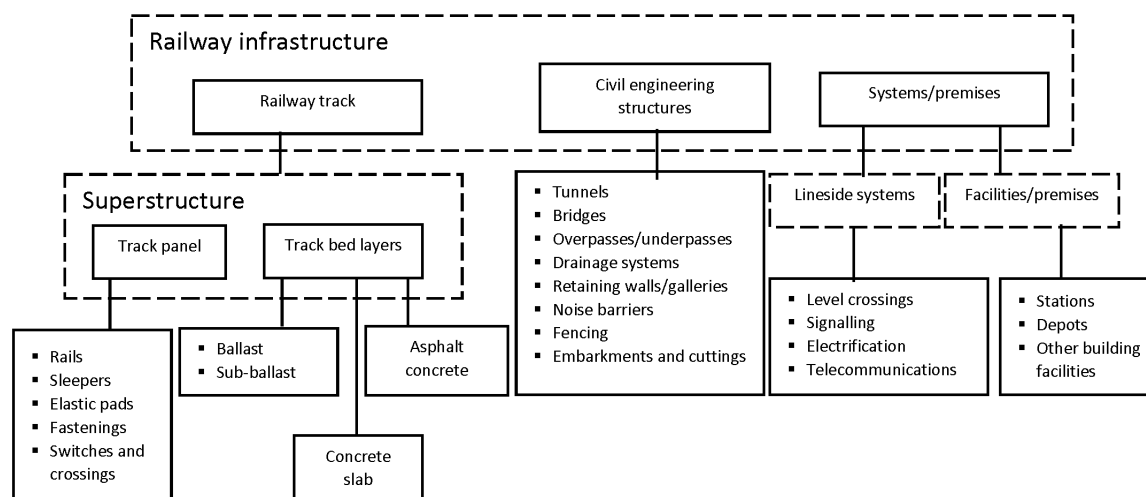 Railway infrastructure
Railway track
Civil engineering
structures
Systems/premises
Superstructure
Track panel
Track bed layers
▪ Tunnels
▪ Bridges
▪ Overpasses/underpasses
▪ Drainage systems
▪ Retaining walls/galleries
▪ Noise barriers
▪ Fencing
▪ Embarkments and cuttings
Lineside systems
Facilities/premises
▪ Rails
▪ Sleepers
▪ Elastic pads
▪ Fastenings
▪ Switches and
crossings
▪ Ballast
▪ Sub-ballast
Asphalt
concrete
Concrete
slab
▪ Level crossings
▪ Signalling
▪ Electrification
▪ Telecommunications
▪ Stations
▪ Depots
▪ Other building
facilities